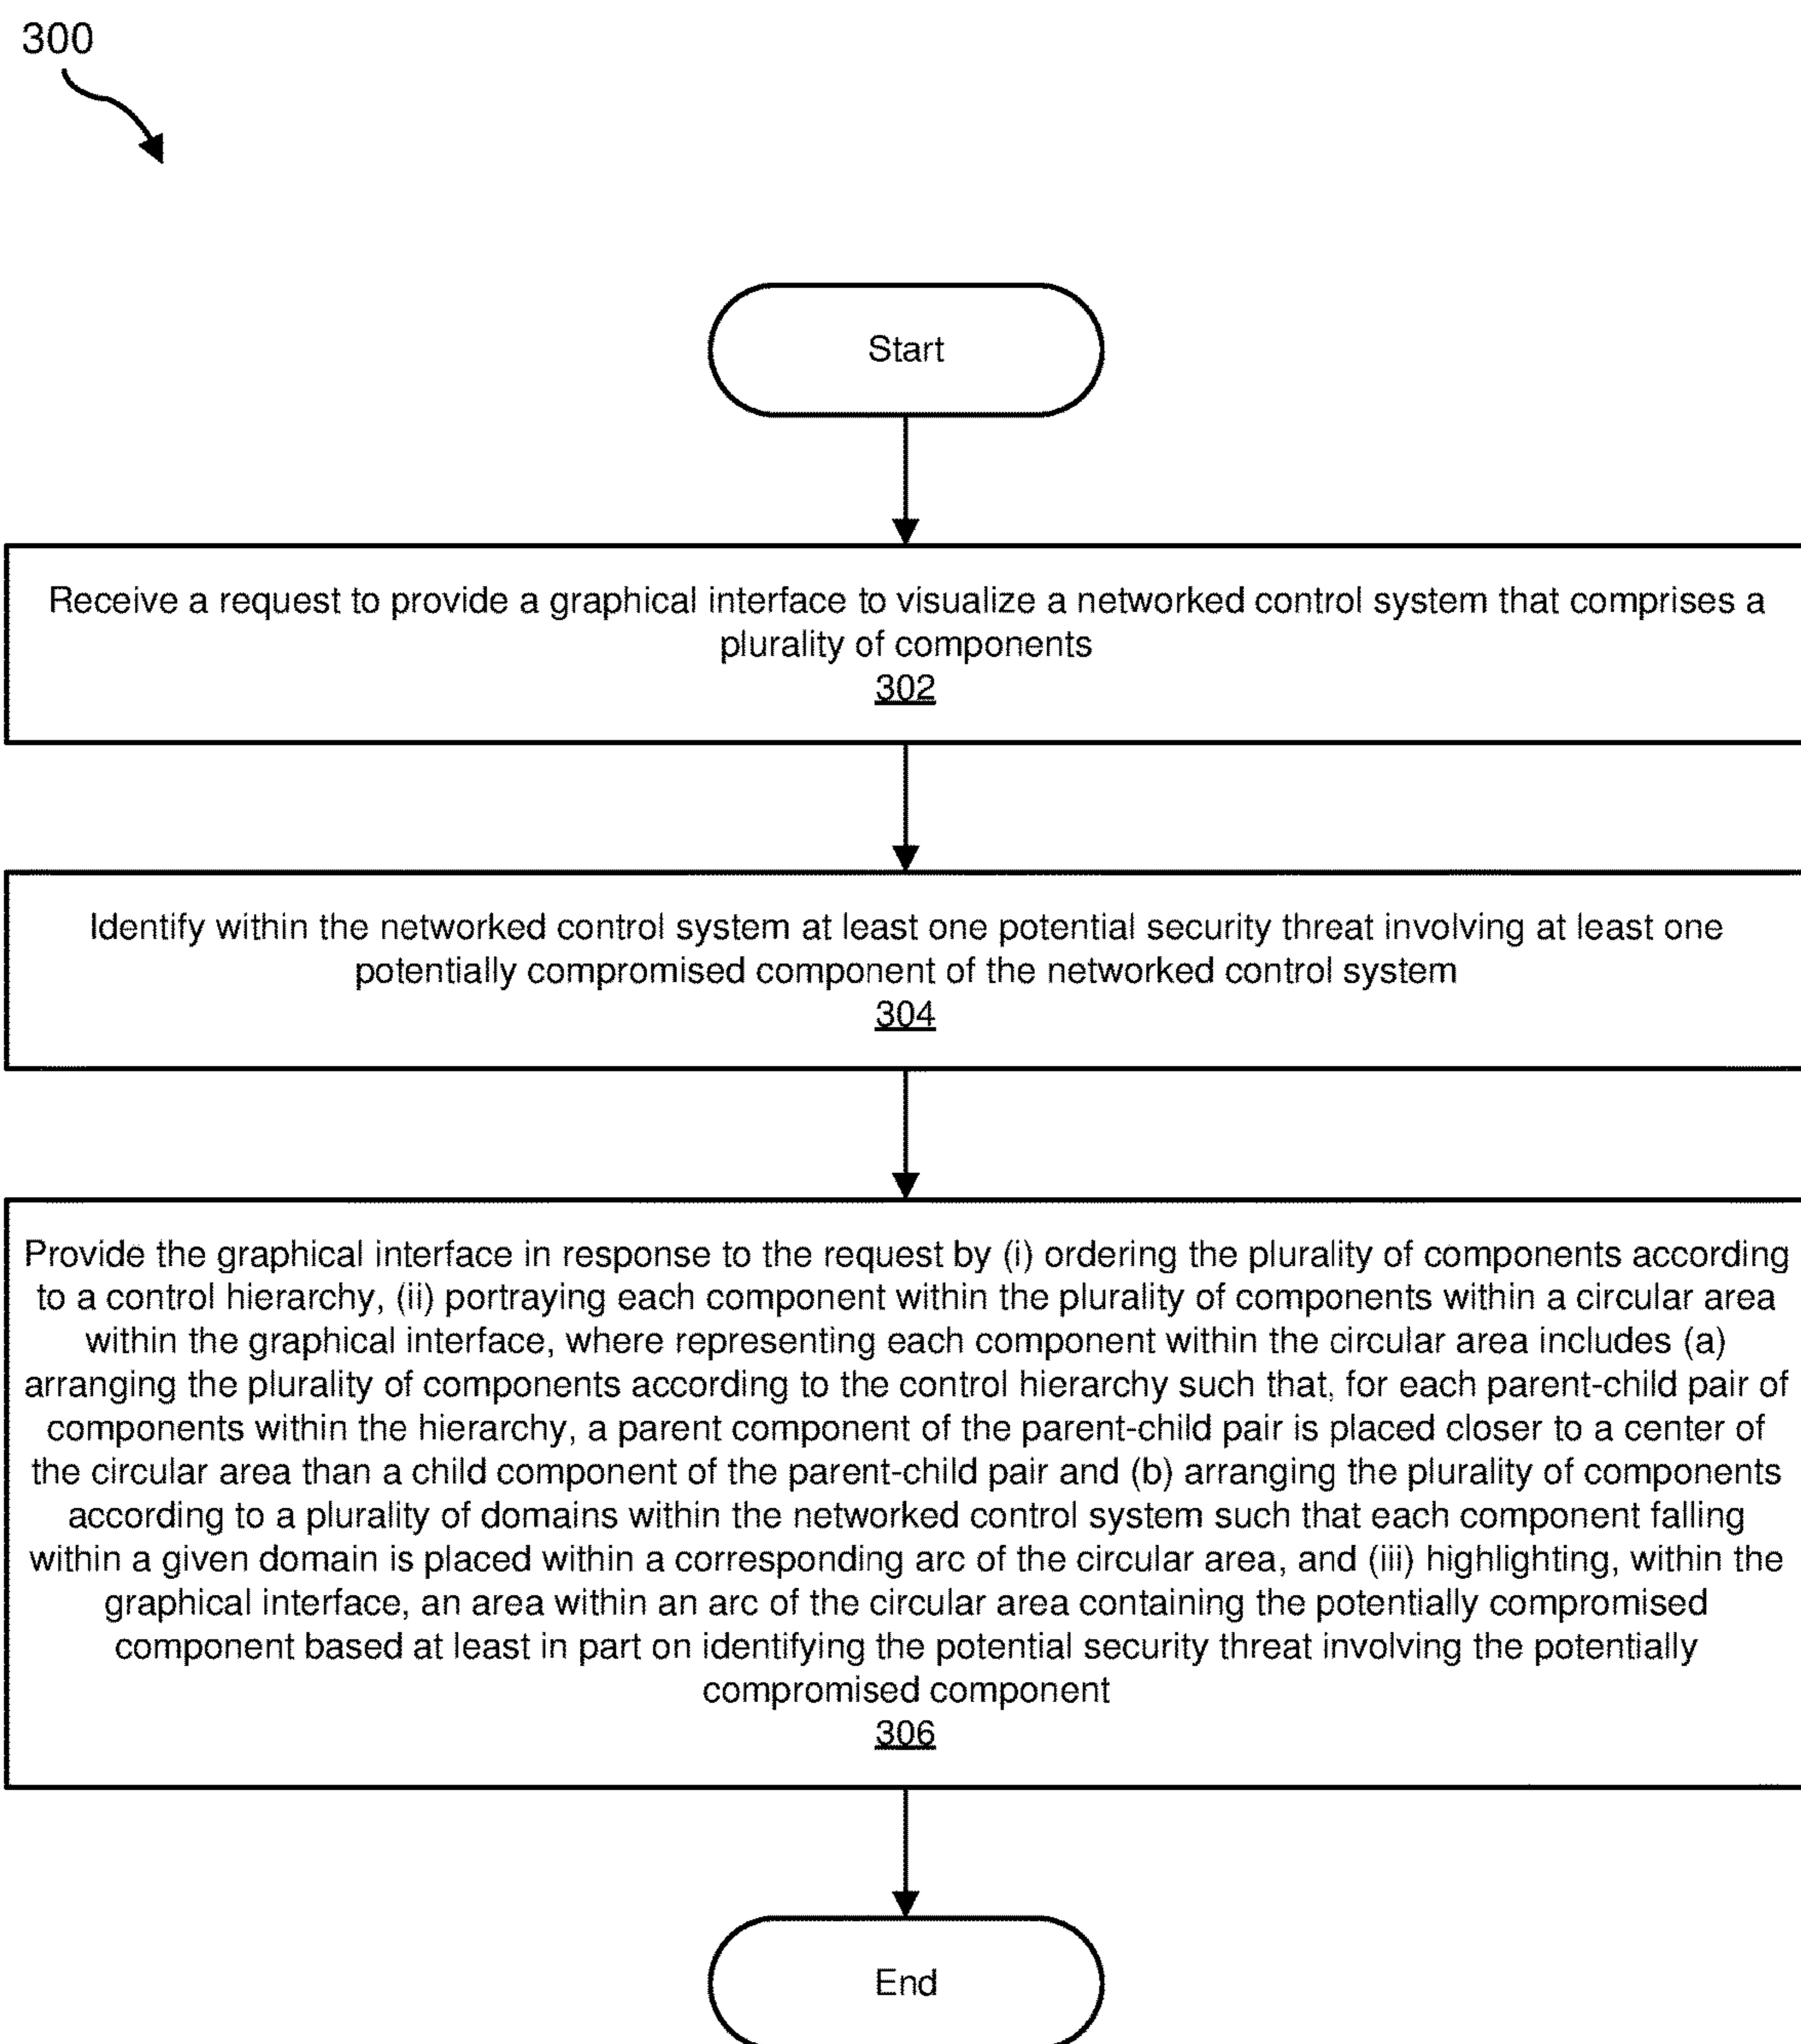 300
Start
Receive a request to provide a graphical interface to visualize a networked control system that comprises a
plurality of components
302
Identify within the networked control system at least one potential security threat involving at least one
potentially compromised component of the networked control system
304
Provide the graphical interface in response to the request by (i) ordering the plurality of components according
to a control hierarchy, (ii) portraying each component within the plurality of components within a circular area
within the graphical interface, where representing each component within the circular area includes (a)
arranging the plurality of components according to the control hierarchy such that, for each parent-child pair of
components within the hierarchy, a parent component of the parent-child pair is placed closer to a center of
the circular area than a child component of the parent-child pair and (b) arranging the plurality of components
according to a plurality of domains within the networked control system such that each component falling
within a given domain is placed within a corresponding arc of the circular area, and (iii) highlighting, within the
graphical interface, an area within an arc of the circular area containing the potentially compromised
component based at least in part on identifying the potential security threat involving the potentially
compromised component
306
End